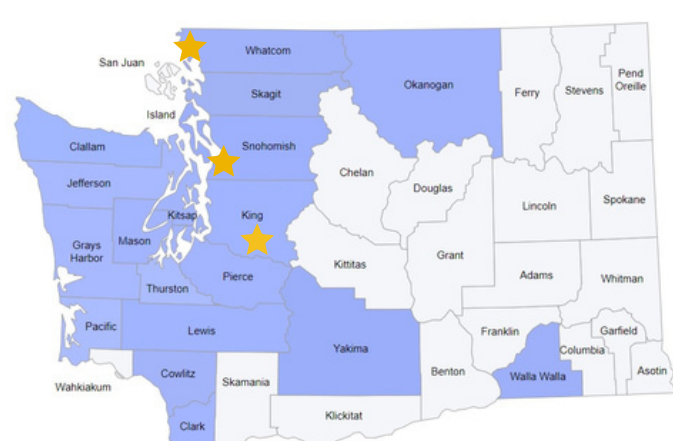 Whatcom
San Juan
Skagit
Okanogan
Ferry
Stevens
Pend
Oreille
Island
Snohomish
Clallam
Chelan
Douglas
Jefferson
Lincoln
Spokane
Kitsap
King
Mason
Grays
Harbor
Grant
Kittitas
Pierce
Adams
Whitman
Thurston
Pacific
Lewis
Franklin
Garfield
Yakima
Columbia
Wahkiakum
Cowlitz
Skamania
Benton
Walla Walla
Asotin
Klickitat
Clark